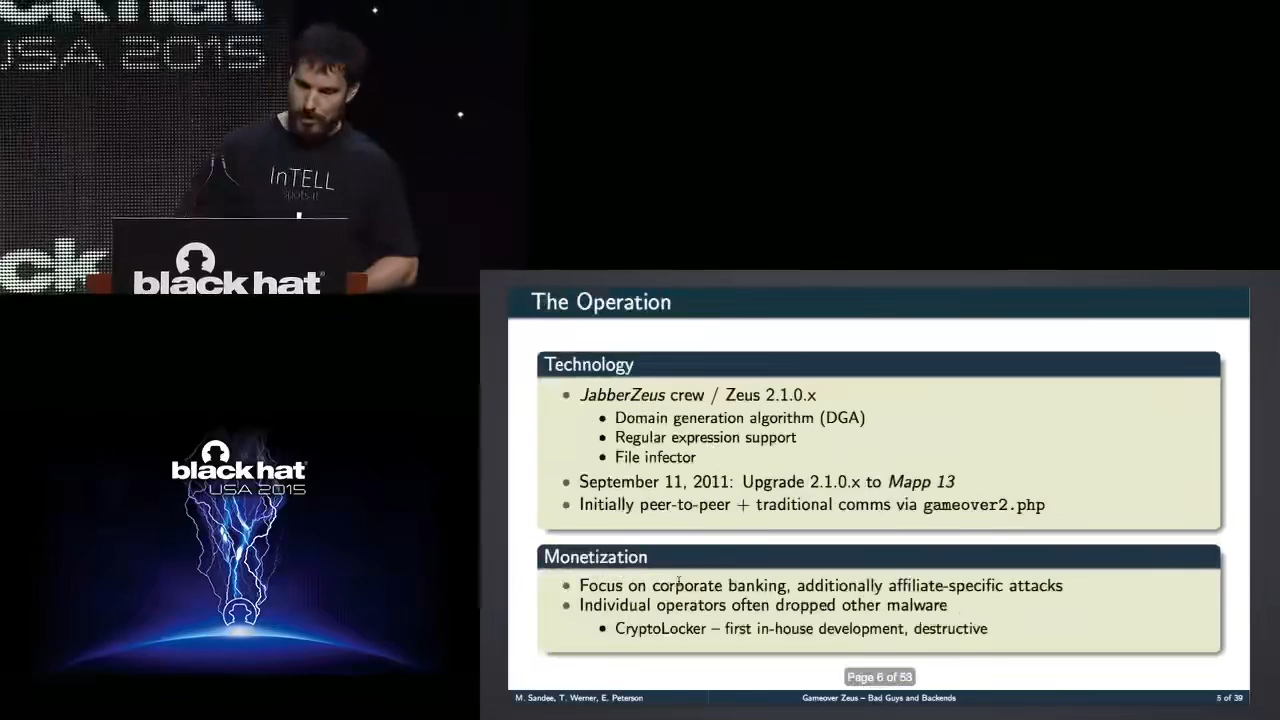 USA 2015
InTELL
spots it
black hat
black hat
USA 2015
The Operation
Technology
JabberZeus crew / Zeus 2.1.0.x
Domain generation algorithm (DGA)
Regular expression support
File infector
September 11, 2011: Upgrade 2.1.0.x to Mapp 13
Initially peer-to-peer + traditional comms via gameover2.php
Monetization
Focus on corporate banking, additionally affiliate-specific attacks
Individual operators often dropped other malware
CryptoLocker – first in-house development, destructive
Page 6 of 53
M. Sandee, T. Werner, E. Peterson Gameover Zeus – Bad Guys and Backends 5 of 39